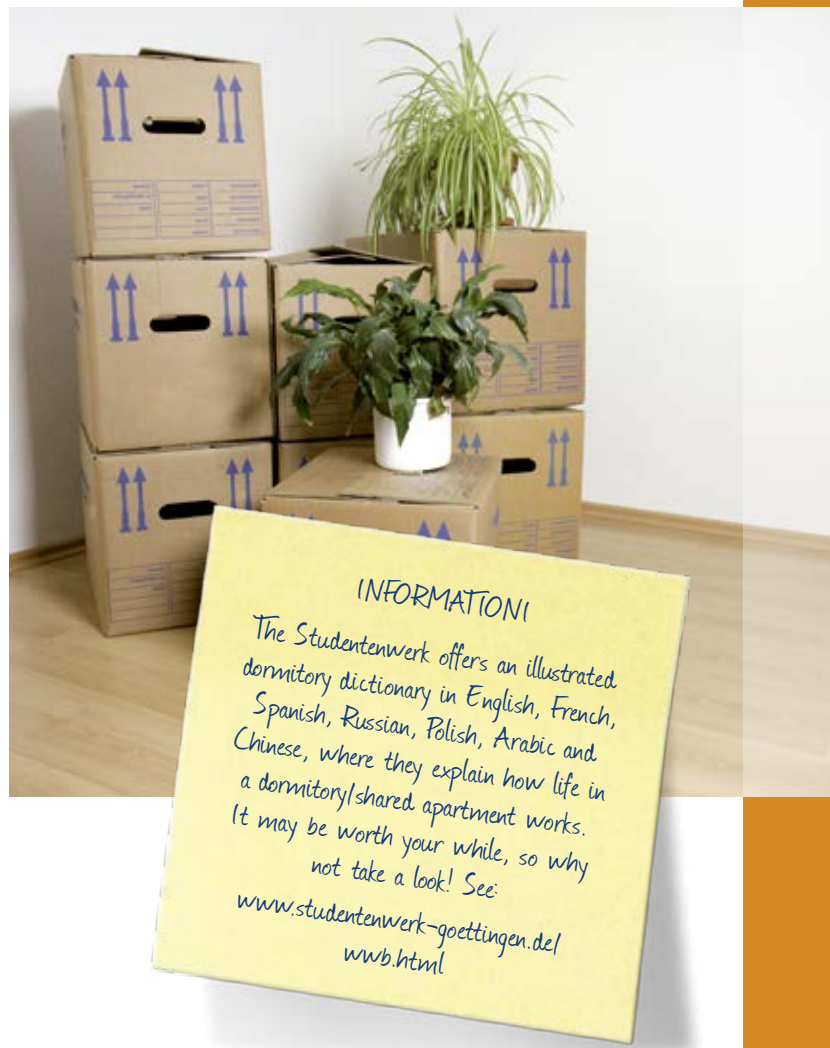 INFORMATION!
The Studentenwerk offers an illustrated
dormitory dictionary in English, French,
Spanish, Russian, Polish, Arabic and
Chinese, where they explain how life in
a dormitory/shared apartment works.
It may be worth your while, so why
not take a look! See:
www.studentenwerk-goettingen.de/
wwb.html